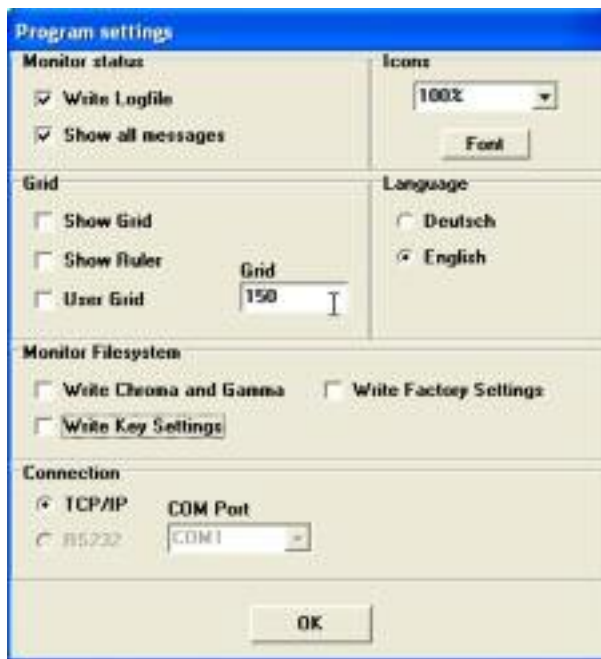 Program settings
Monitor status
Write Logfile
Show all messages
Icons
100%
Font
Grid
Show Grid
Show Ruler
User Grid
Grid
150
Language
Deutsch
English
Monitor Filesystem
Write Chroma and Gamma
Write Factory Settings
Write Key Settings
Connection
TCP/IP
RS232
COM Port
COM1
OK